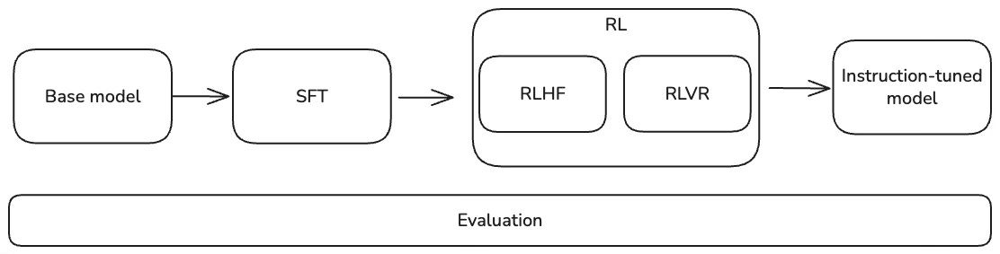 Base model
SFT
RL
RLHF
RLVR
Instruction-tuned
model
Evaluation